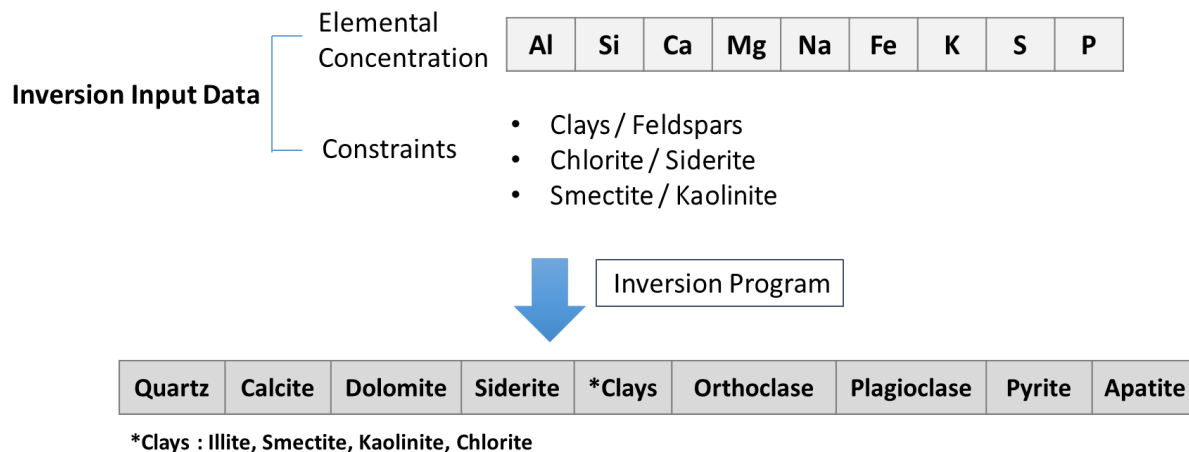 Elemental
Concentration
Al Si Ca Mg Na Fe K S P
Inversion Input Data
Constraints
• Clays / Feldspars
• Chlorite / Siderite
• Smectite / Kaolinite
Inversion Program
Quartz Calcite Dolomite Siderite *Clays Orthoclase Plagioclase Pyrite Apatite
*Clays : Illite, Smectite, Kaolinite, Chlorite